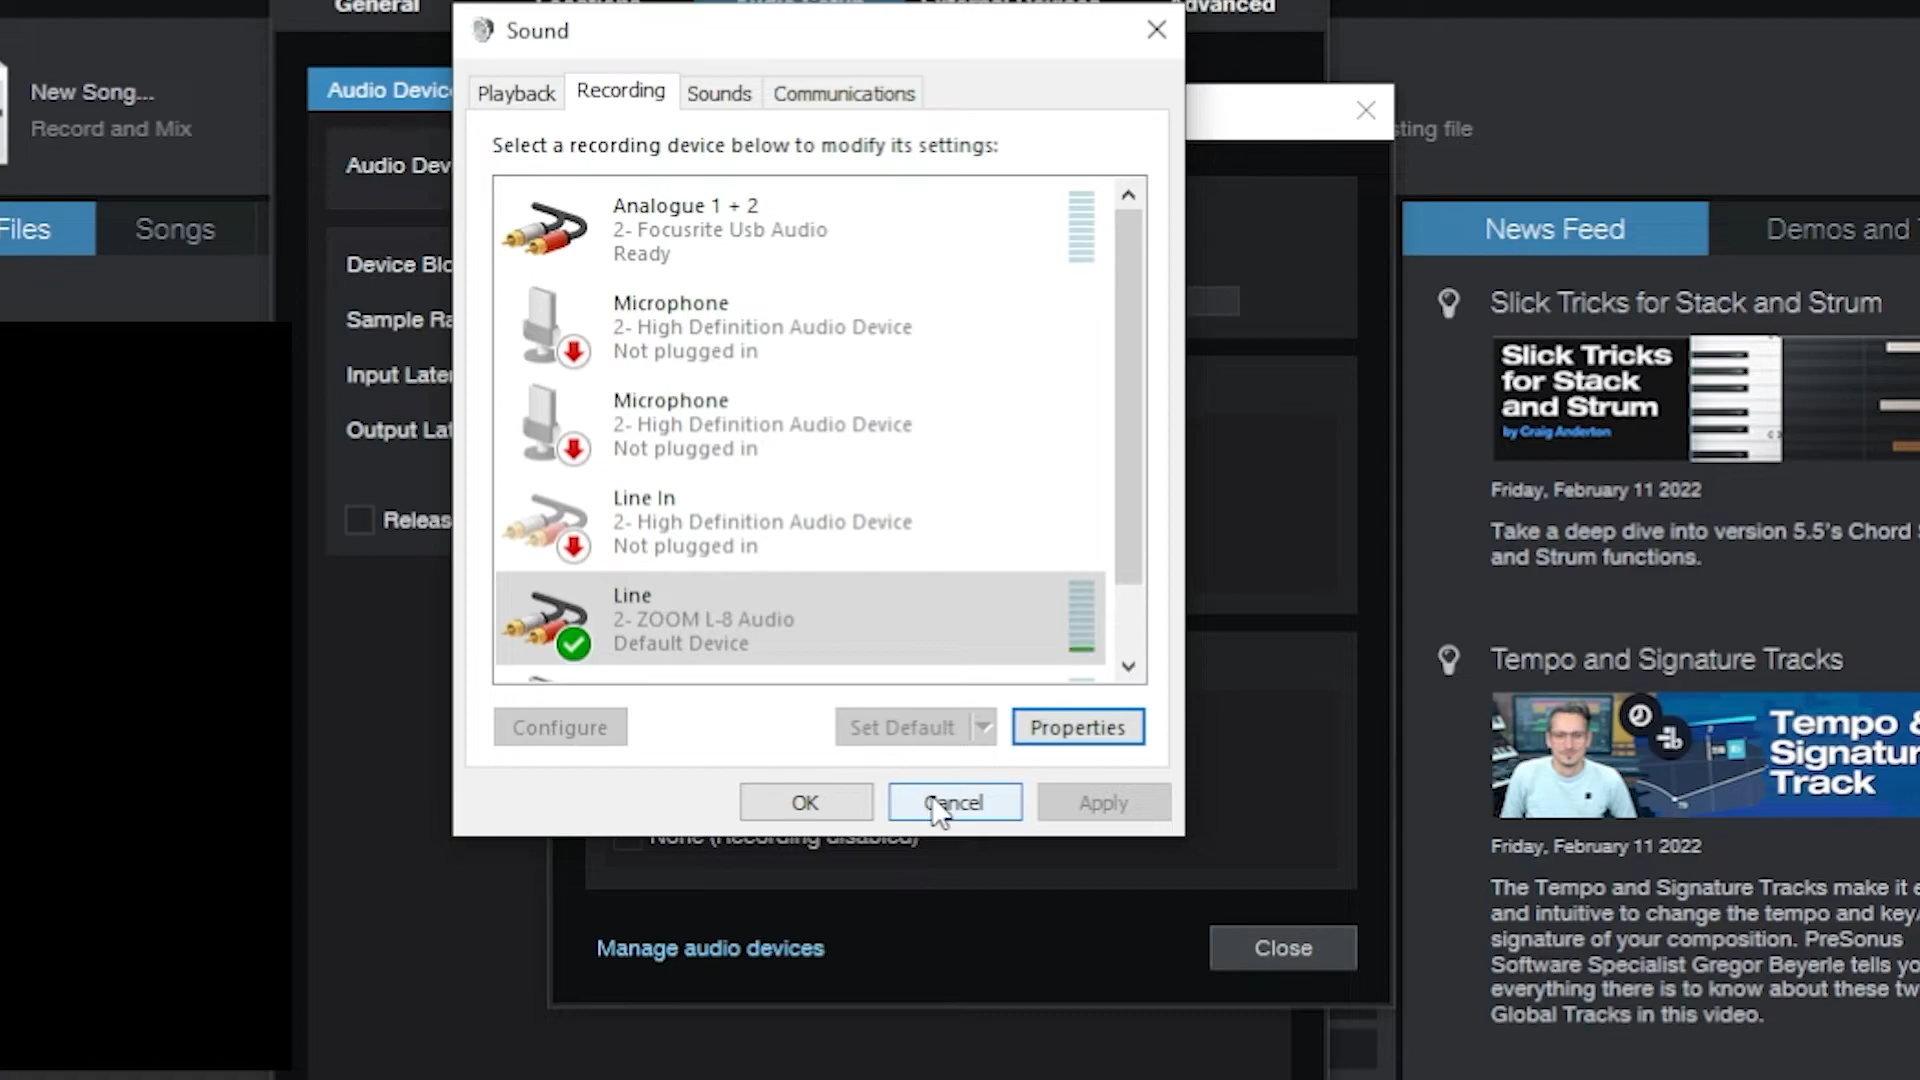 General
Advanced
New Song...
Record and Mix
Files
Songs
Audio Device
Audio Dev
Device Blo
Sample Ra
Input Laten
Output Lat
Releas
Sound
Playback
Recording
Sounds
Communications
Select a recording device below to modify its settings:
Analogue 1 + 2
2- Focusrite Usb Audio
Ready
Microphone
2- High Definition Audio Device
Not plugged in
Microphone
2- High Definition Audio Device
Not plugged in
Line In
2- High Definition Audio Device
Not plugged in
Line
2- ZOOM L-8 Audio
Default Device
Configure
Set Default
Properties
OK
Cancel
Apply
None (Recording disabled)
Manage audio devices
Close
sting file
News Feed
Demos and
Slick Tricks for Stack and Strum
Slick Tricks
for Stack
and Strum
by Craig Anderton
Friday, February 11 2022
Take a deep dive into version 5.5's Chord
and Strum functions.
Tempo and Signature Tracks
Tempo &
Signatur
Track
Friday, February 11 2022
The Tempo and Signature Tracks make it e
and intuitive to change the tempo and key/
signature of your composition. PreSonus
Software Specialist Gregor Beyerle tells yo
everything there is to know about these tw
Global Tracks in this video.